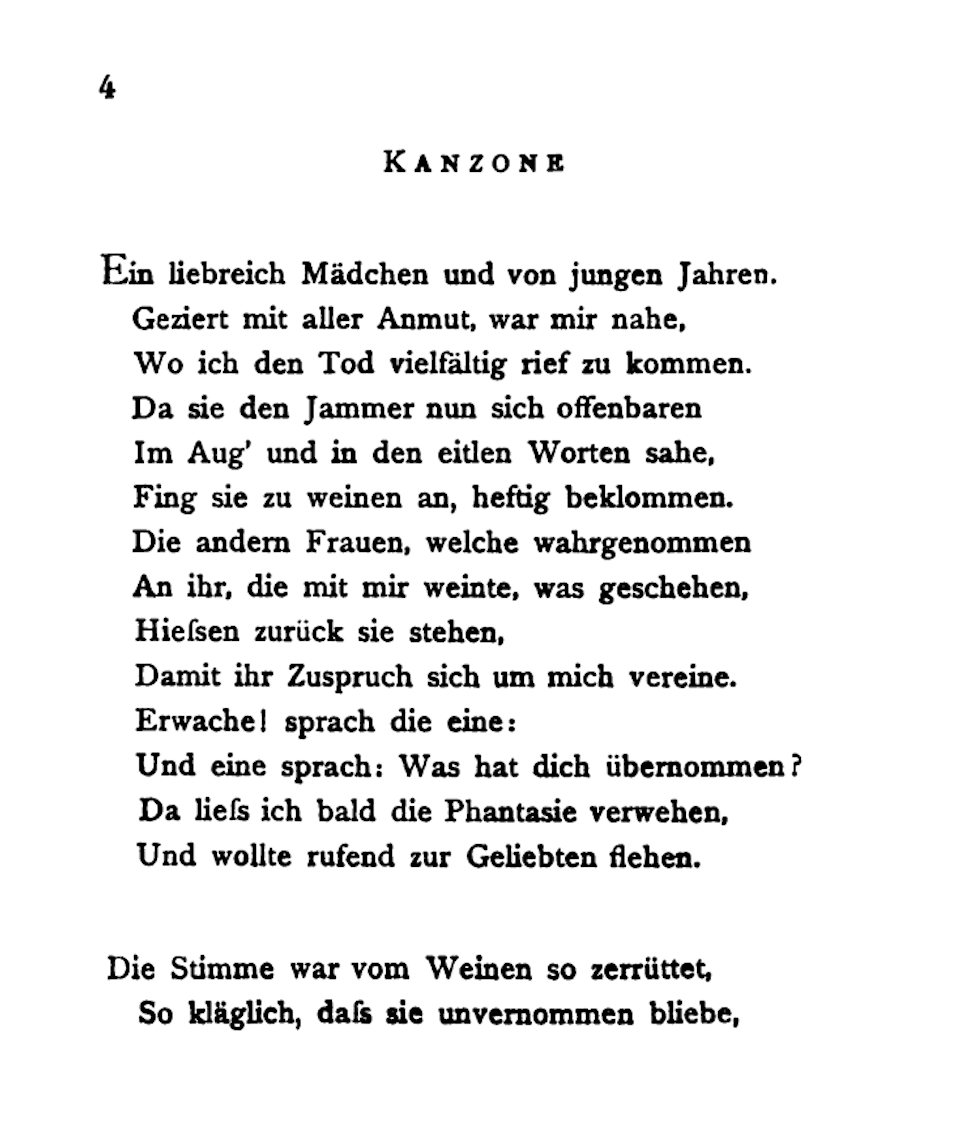 4
KANZONE
Ein liebreich Mädchen und von jungen Jahren.
Geziert mit aller Anmut, war mir nahe,
Wo ich den Tod vielfältig rief zu kommen.
Da sie den Jammer nun sich offenbaren
Im Aug' und in den eitlen Worten sahe,
Fing sie zu weinen an, heftig beklommen.
Die andern Frauen, welche wahrgenommen
An ihr, die mit mir weinte, was geschehen,
Hieſsen zurück sie stehen,
Damit ihr Zuspruch sich um mich vereine.
Erwache! sprach die eine:
Und eine sprach: Was hat dich übernommen?
Da lieſs ich bald die Phantasie verwehen,
Und wollte rufend zur Geliebten flehen.
Die Stimme war vom Weinen so zerrüttet,
So kläglich, daſs sie unvernommen bliebe,